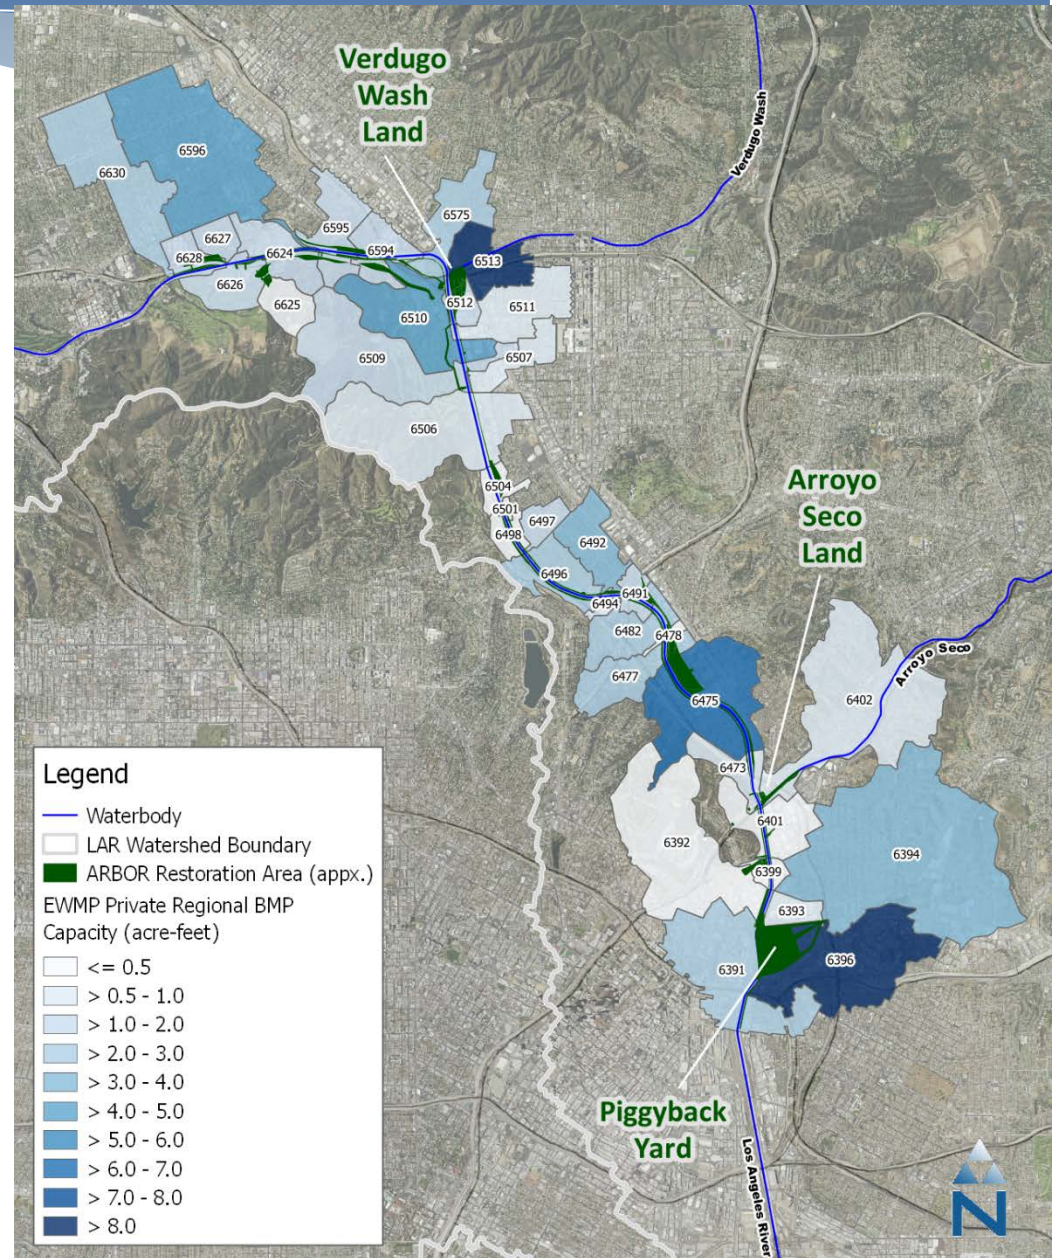 Verdugo
Wash
Land
Verdugo Wash
6596
6630
6575
6595
6627
6594
6624
6628
6513
6626
6625
6512
6511
6510
6509
6507
6506
6504
6501
6497
6498
6492
6496
6491
6494
6482
6478
6477
6475
Arroyo
Seco
Land
Arroyo Seco
6402
6473
6401
6392
6394
6399
6393
6391
6396
Piggyback
Yard
Los Angeles River
Legend
Waterbody
LAR Watershed Boundary
ARBOR Restoration Area (appx.)
EWMP Private Regional BMP
Capacity (acre-feet)
<= 0.5
> 0.5 - 1.0
> 1.0 - 2.0
> 2.0 - 3.0
> 3.0 - 4.0
> 4.0 - 5.0
> 5.0 - 6.0
> 6.0 - 7.0
> 7.0 - 8.0
> 8.0
N